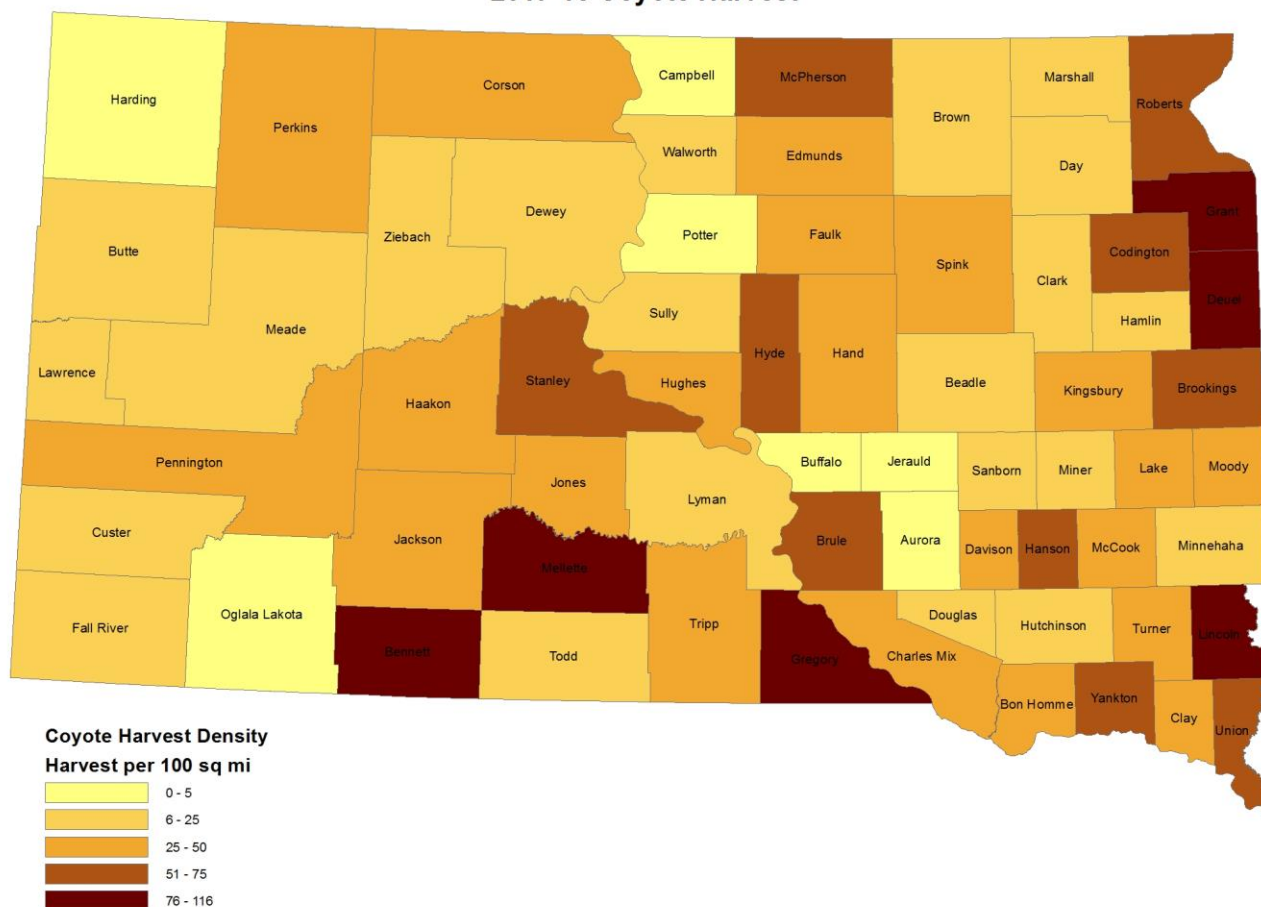 Coyote Harvest
Campbell
McPherson
Marshall
Harding
Corson
Roberts
Perkins
Brown
Walworth
Edmunds
Day
Dewey
Grant
Butte
Ziebach
Potter
Faulk
Spink
Codington
Clark
Deuel
Meade
Sully
Hamlin
Lawrence
Hyde
Hand
Stanley
Hughes
Beadle
Kingsbury
Brookings
Haakon
Pennington
Buffalo
Jerauld
Sanborn
Miner
Lake
Moody
Jones
Lyman
Custer
Jackson
Brule
Aurora
Davison
Hanson
McCook
Minnehaha
Mellette
Oglala Lakota
Fall River
Tripp
Douglas
Hutchinson
Turner
Lincoln
Bennett
Todd
Gregory
Charles Mix
Bon Homme
Yankton
Clay
Union
Coyote Harvest Density
Harvest per 100 sq mi
0 - 5
6 - 25
25 - 50
51 - 75
76 - 116